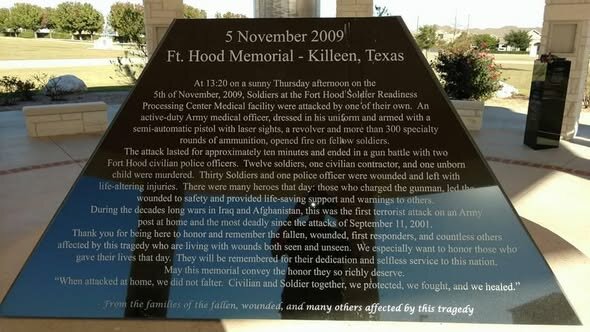 5 November 2009
Ft. Hood Memorial - Killeen, Texas
At 13:20 on a sunny Thursday afternoon on the
5th of November, 2009, Soldiers at the Fort Hood Soldier Readiness
Processing Center Medical facility were attacked by one of their own. An
active-duty Army medical officer, dressed in his uniform and armed with a
semi-automatic pistol with laser sights, a revolver and more than 300 specialty
rounds of ammunition, opened fire on fellow soldiers.
The attack lasted for approximately ten minutes and ended in a gun battle with two
Fort Hood civilian police officers. Twelve soldiers, one civilian contractor, and one unborn
child were murdered. Thirty Soldiers and one police officer were wounded and left with
life-altering injuries. There were many heroes that day: those who charged the gunman, led the
wounded to safety and provided life-saving support and warnings to others.
During the decades long wars in Iraq and Afghanistan, this was the first terrorist attack on an Army
post at home and the most deadly since the attacks of September 11, 2001.
Thank you for being here to honor and remember the fallen, wounded, first responders, and countless others
affected by this tragedy who are living with wounds both seen and unseen. We especially want to honor those who
gave their lives that day. They will be remembered for their dedication and selfless service to this nation.
May this memorial convey the honor they so richly deserve.
“When attacked at home, we did not falter. Civilian and Soldier together, we protected, we fought, and we healed.”
From the families of the fallen, wounded, and many others affected by this tragedy